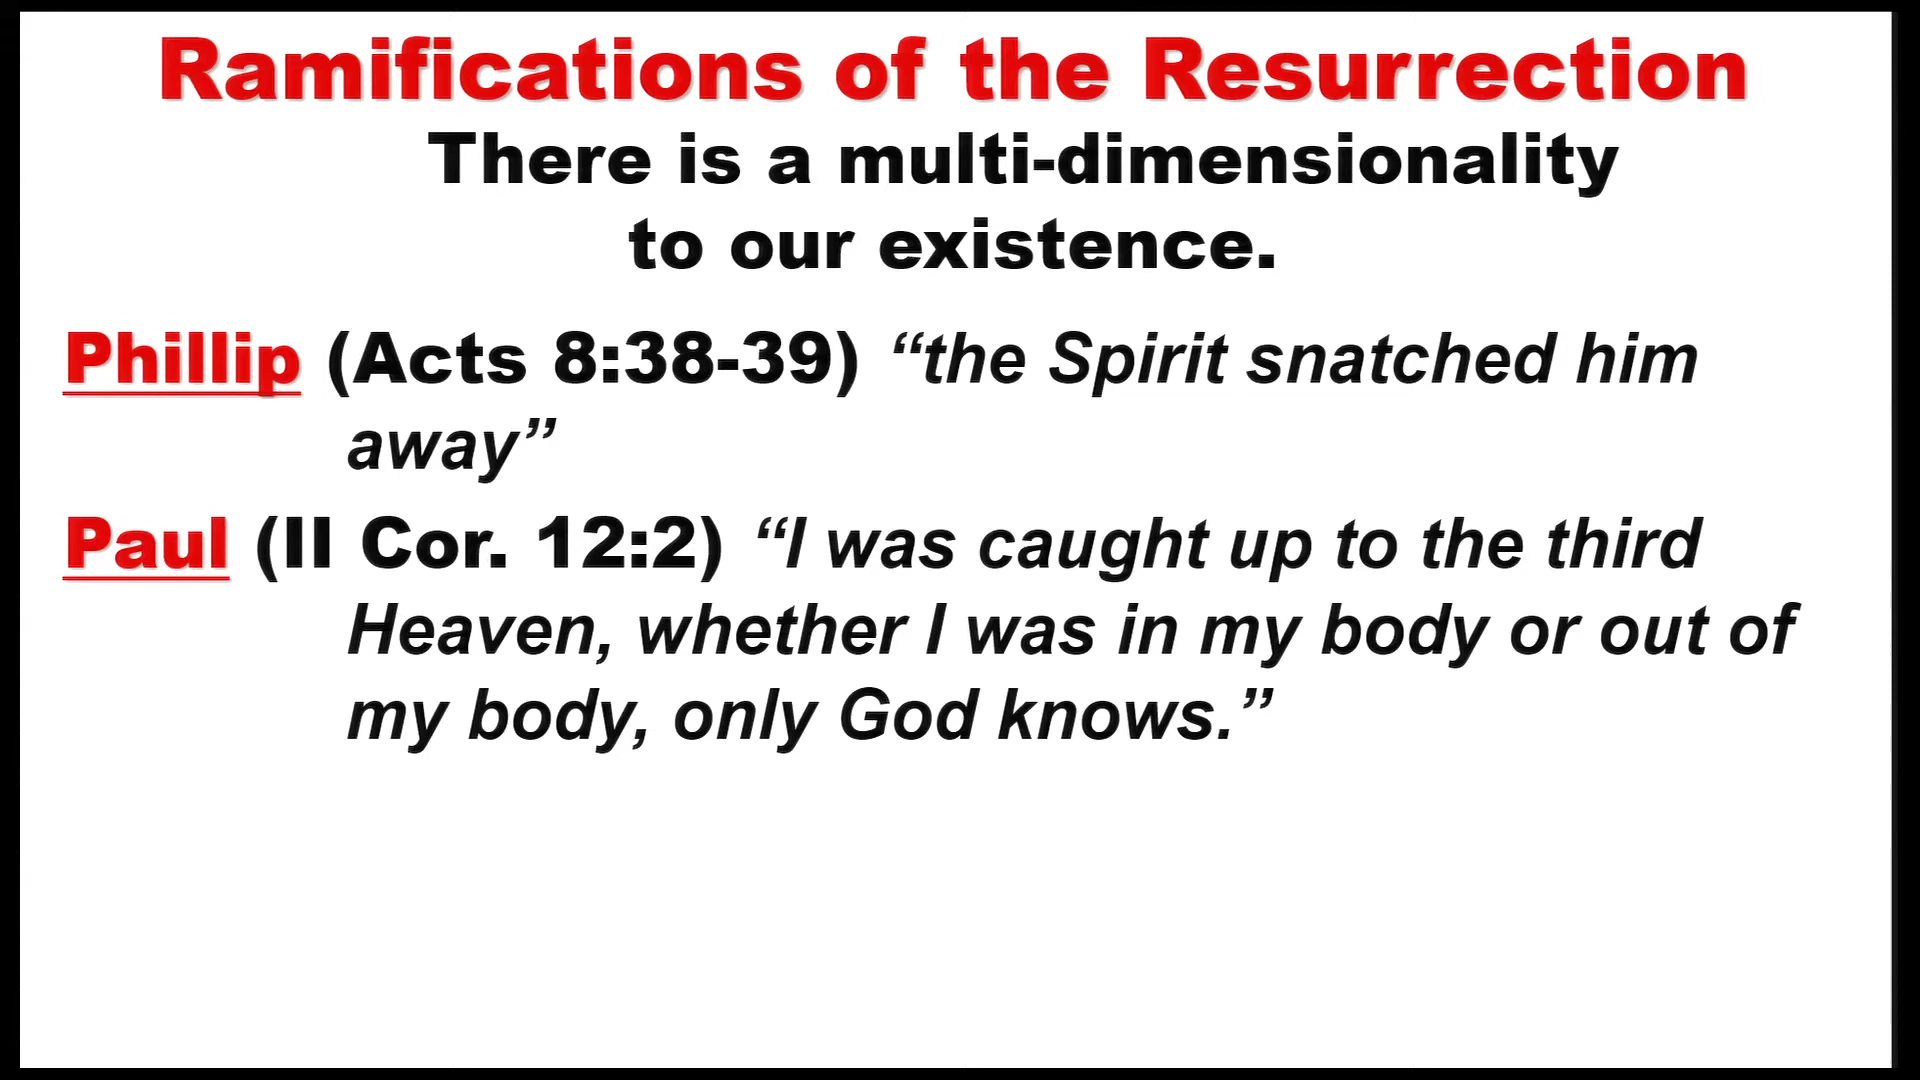 Ramifications of the Resurrection
There is a multi-dimensionality
to our existence.
Phillip (Acts 8:38-39) “the Spirit snatched him
away”
Paul (II Cor. 12:2) “I was caught up to the third
Heaven, whether I was in my body or out of
my body, only God knows.”